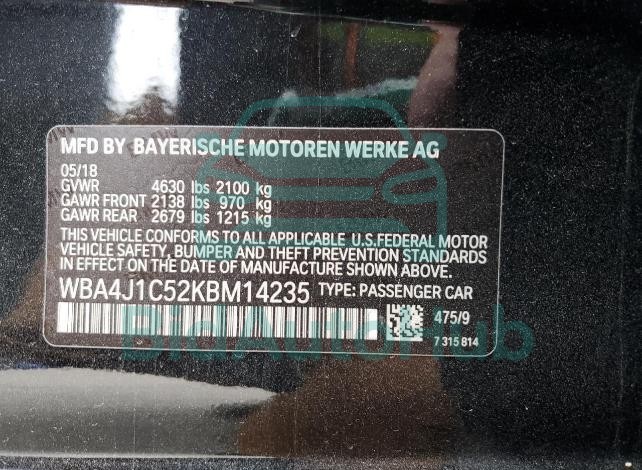 MFD BY BAYERISCHE MOTOREN WERKE AG
05/18
GVWR 4630 lbs 2100 kg
GAWR FRONT 2138 lbs 970 kg
GAWR REAR 2679 lbs 1215 kg
THIS VEHICLE CONFORMS TO ALL APPLICABLE U.S.FEDERAL MOTOR
VEHICLE SAFETY, BUMPER AND THEFT PREVENTION STANDARDS
IN EFFECT ON THE DATE OF MANUFACTURE SHOWN ABOVE.
WBA4J1C52KBM14235 TYPE: PASSENGER CAR
475/9
7 315 814
BidAutoHub